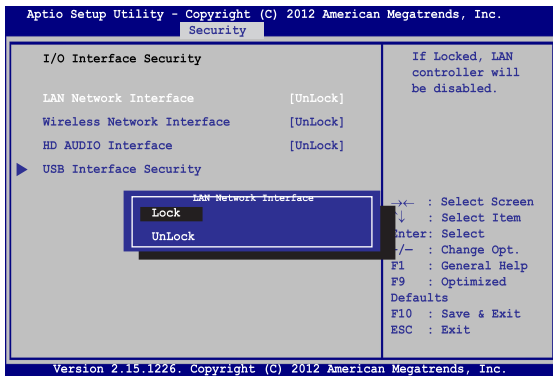 Aptio Setup Utility - Copyright (C) 2012 American Megatrends, Inc.
Security
I/O Interface Security
LAN Network Interface [UnLock]
Wireless Network Interface [UnLock]
HD AUDIO Interface [UnLock]
USB Interface Security
If Locked, LAN
controller will
be disabled.
LAN Network Interface
Lock
UnLock
→← : Select Screen
↑↓ : Select Item
Enter: Select
+/— : Change Opt.
F1 : General Help
F9 : Optimized
Defaults
F10 : Save & Exit
ESC : Exit
Version 2.15.1226. Copyright (C) 2012 American Megatrends, Inc.